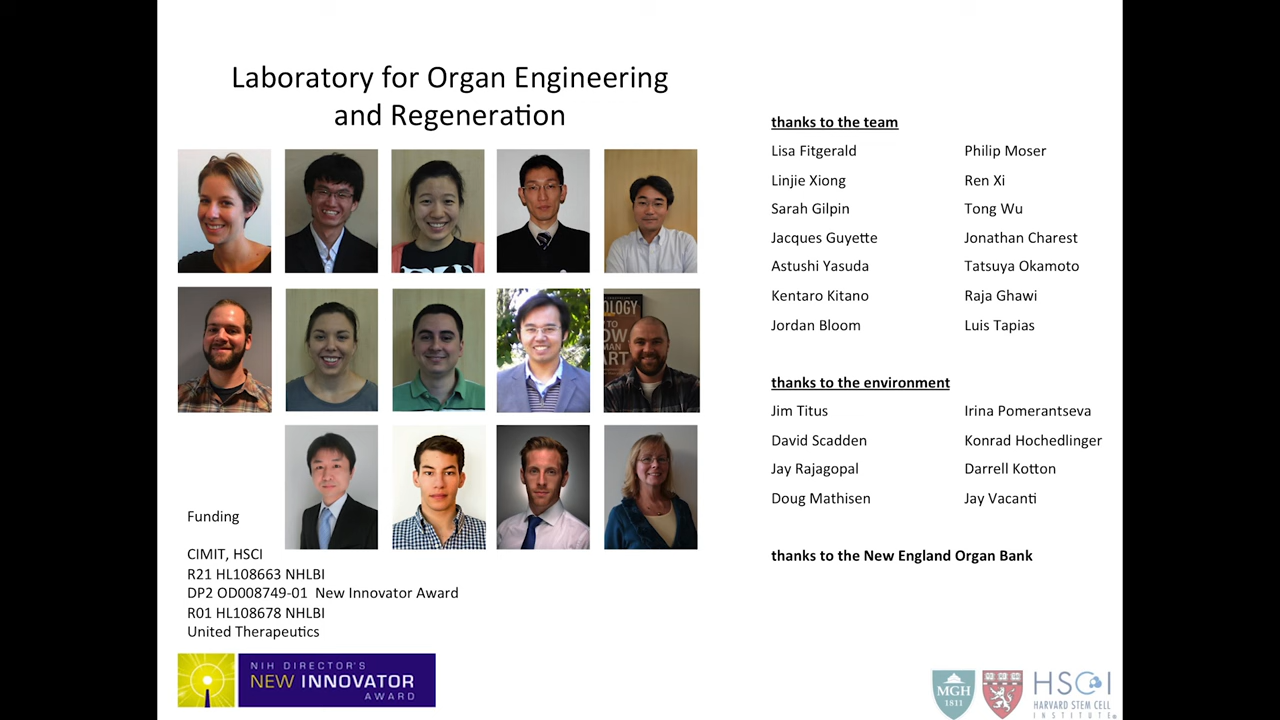 Laboratory for Organ Engineering
and Regeneration
thanks to the team
Lisa Fitgerald
Philip Moser
Linjie Xiong
Ren Xi
Sarah Gilpin
Tong Wu
Jacques Guyette
Jonathan Charest
Astushi Yasuda
Tatsuya Okamoto
Kentaro Kitano
Raja Ghawi
Jordan Bloom
Luis Tapias
thanks to the environment
Jim Titus
Irina Pomerantseva
David Scadden
Konrad Hochedlinger
Jay Rajagopal
Darrell Kotton
Doug Mathisen
Jay Vacanti
thanks to the New England Organ Bank
Funding
CIMIT, HSCI
R21 HL108663 NHLBI
DP2 OD008749-01 New Innovator Award
R01 HL108678 NHLBI
United Therapeutics
NIH DIRECTOR'S
NEW INNOVATOR
AWARD
MGH
1811
HSCI
HARVARD STEM CELL
INSTITUTE